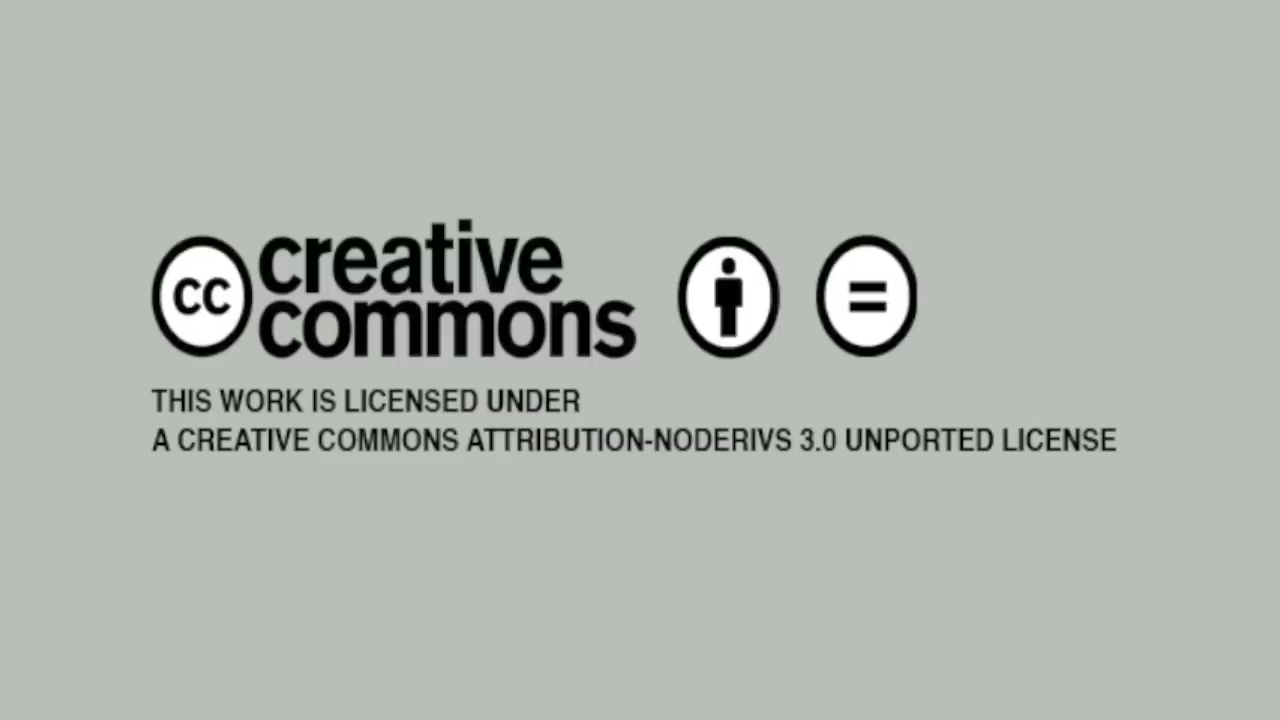 cc creative
commons
=
THIS WORK IS LICENSED UNDER
A CREATIVE COMMONS ATTRIBUTION-NODERIVS 3.0 UNPORTED LICENSE